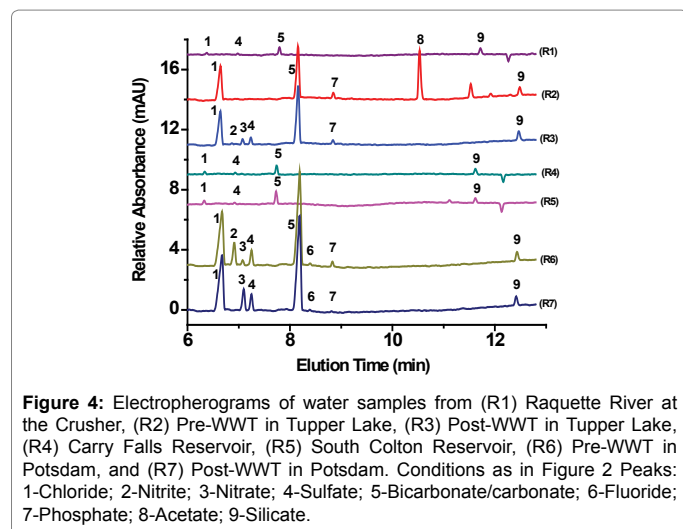 1 4 5 9 (R1)
16
8
1 5 7 9 (R2)
12
1 2 3 4 7 9 (R3)
8
1 4 5 9 (R4)
1 4 5 9 (R5)
4
1 2 3 4 5 6 7 9 (R6)
0
1 3 4 6 7 9 (R7)
Relative Absorbance (mAU)
6 8 10 12
Elution Time (min)
Figure 4: Electropherograms of water samples from (R1) Raquette River at
the Crusher, (R2) Pre-WWT in Tupper Lake, (R3) Post-WWT in Tupper Lake,
(R4) Carry Falls Reservoir, (R5) South Colton Reservoir, (R6) Pre-WWT in
Potsdam, and (R7) Post-WWT in Potsdam. Conditions as in Figure 2 Peaks:
1-Chloride; 2-Nitrite; 3-Nitrate; 4-Sulfate; 5-Bicarbonate/carbonate; 6-Fluoride;
7-Phosphate; 8-Acetate; 9-Silicate.